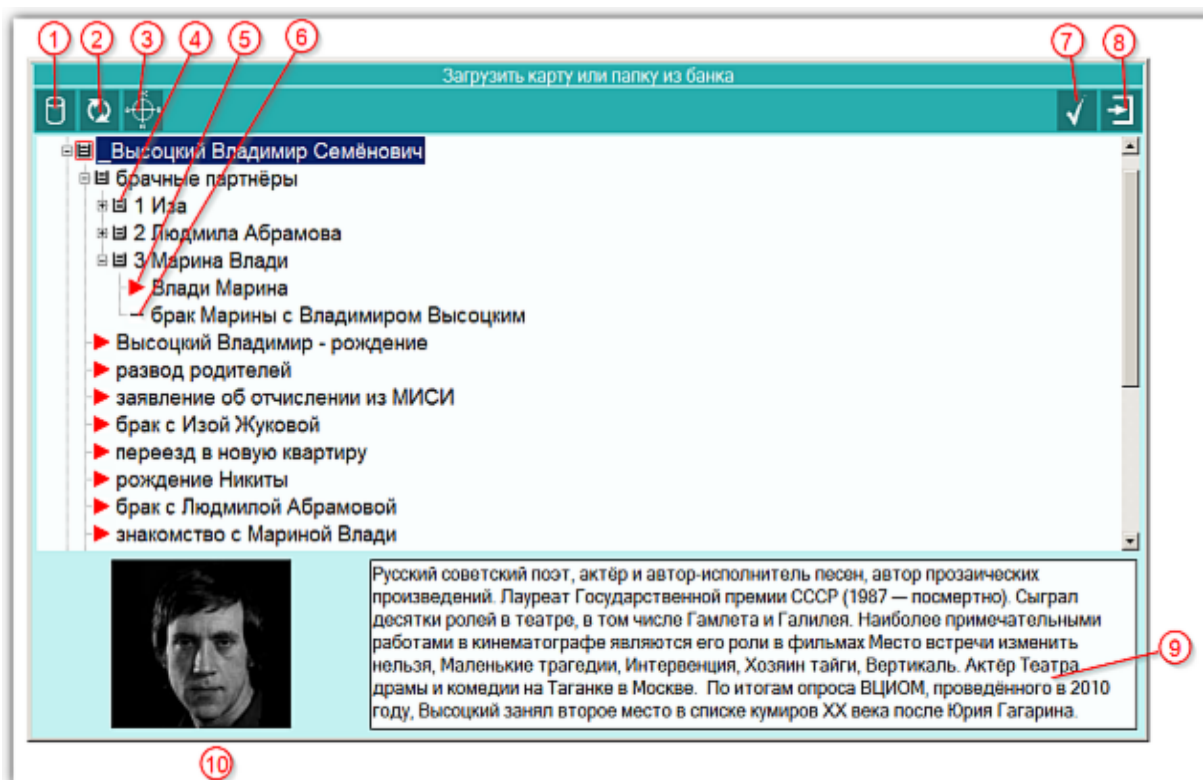 1 2 3 4 5 6 7 8
Загрузить карту или папку из банка
_Высоцкий Владимир Семёнович
брачные партнёры
1 Иза
2 Людмила Абрамова
3 Марина Влади
Влади Марина
брак Марины с Владимиром Высоцким
Высоцкий Владимир - рождение
развод родителей
заявление об отчислении из МИСИ
брак с Изой Жуковой
переезд в новую квартиру
рождение Никиты
брак с Людмилой Абрамовой
знакомство с Мариной Влади
Русский советский поэт, актёр и автор-исполнитель песен, автор прозаических
произведений. Лауреат Государственной премии СССР (1987 — посмертно). Сыграл
десятки ролей в театре, в том числе Гамлета и Галилея. Наиболее примечательными
работами в кинематографе являются его роли в фильмах Место встречи изменить
нельзя, Маленькие трагедии, Интервенция, Хозяин тайги, Вертикаль. Актёр Театра
драмы и комедии на Таганке в Москве. По итогам опроса ВЦИОМ, проведённого в 2010
году, Высоцкий занял второе место в списке кумиров XX века после Юрия Гагарина.
9
10